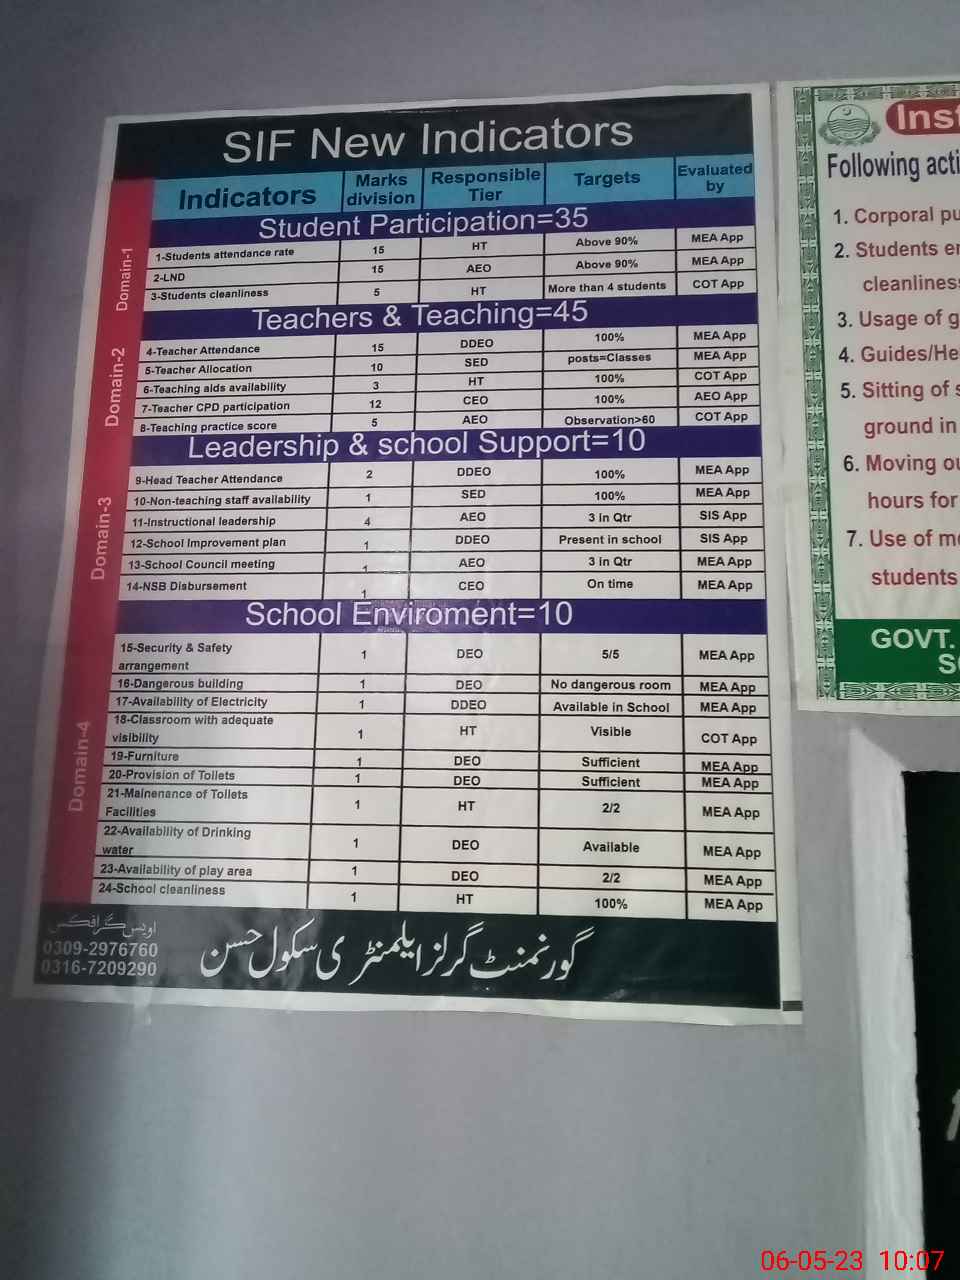 SIF New Indicators
Indicators Marks division Responsible Tier Targets Evaluated by
Domain-1
Student Participation=35
1-Students attendance rate 15 HT Above 90% MEA App
2-LND 15 AEO Above 90% MEA App
3-Students cleanliness 5 HT More than 4 students COT App
Domain-2
Teachers & Teaching=45
4-Teacher Attendance 15 DDEO 100% MEA App
5-Teacher Allocation 10 SED posts=Classes MEA App
6-Teaching aids availability 3 HT 100% COT App
7-Teacher CPD participation 12 CEO 100% AEO App
8-Teaching practice score 5 AEO Observation>60 COT App
Domain-3
Leadership & school Support=10
9-Head Teacher Attendance 2 DDEO 100% MEA App
10-Non-teaching staff availability 1 SED 100% MEA App
11-Instructional leadership 4 AEO 3 in Qtr SIS App
12-School Improvement plan 1 DDEO Present in school SIS App
13-School Council meeting 1 AEO 3 in Qtr MEA App
14-NSB Disbursement 1 CEO On time MEA App
Domain-4
School Enviroment=10
15-Security & Safety arrangement 1 DEO 5/5 MEA App
16-Dangerous building 1 DEO No dangerous room MEA App
17-Availability of Electricity 1 DDEO Available in School MEA App
18-Classroom with adequate visibility 1 HT Visible COT App
19-Furniture 1 DEO Sufficient MEA App
20-Provision of Toilets 1 DEO Sufficient MEA App
21-Mainenance of Toilets Facilities 1 HT 2/2 MEA App
22-Availability of Drinking water 1 DEO Available MEA App
23-Availability of play area 1 DEO 2/2 MEA App
24-School cleanliness 1 HT 100% MEA App
اویس گرافکس
0309-2976760
0316-7209290
گورنمنٹ گرلز ایلمنٹری سکول حسن
Inst
Following acti
1. Corporal pu
2. Students en
cleanliness
3. Usage of g
4. Guides/He
5. Sitting of s
ground in
6. Moving ou
hours for
7. Use of mo
students
GOVT.
06-05-23 10:07